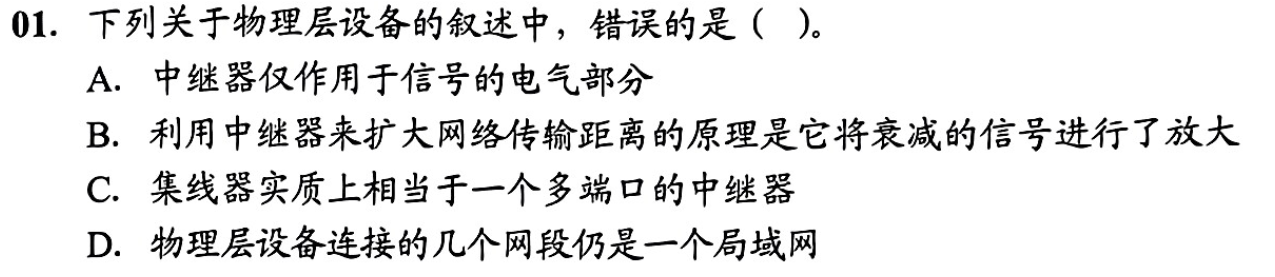 01. 下列关于物理层设备的叙述中，错误的是（  ）。
A. 中继器仅作用于信号的电气部分
B. 利用中继器来扩大网络传输距离的原理是它将衰减的信号进行了放大
C. 集线器实质上相当于一个多端口的中继器
D. 物理层设备连接的几个网段仍是一个局域网